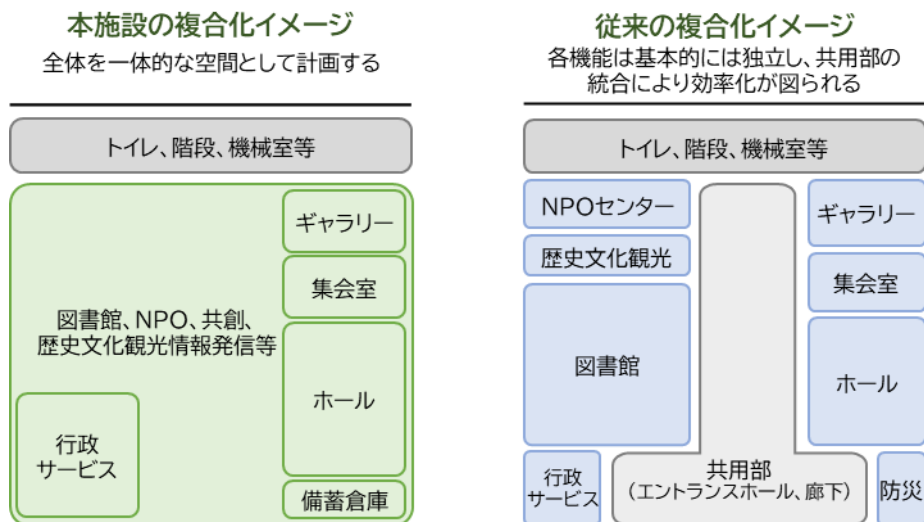 本施設の複合化イメージ
全体を一体的な空間として計画する
トイレ、階段、機械室等
ギャラリー
集会室
図書館、NPO、共創、
歴史文化観光情報発信等
ホール
行政
サービス
備蓄倉庫
従来の複合化イメージ
各機能は基本的には独立し、共用部の
統合により効率化が図られる
トイレ、階段、機械室等
NPOセンター
ギャラリー
歴史文化観光
集会室
図書館
ホール
行政
サービス
共用部
（エントランスホール、廊下）
防災